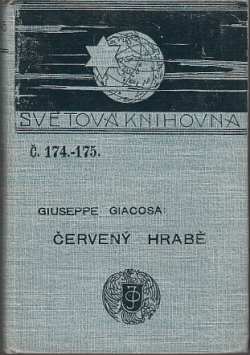 SVĚTOVÁ KNIHOVNA
Č. 174.-175.
GIUSEPPE GIACOSA:
ČERVENÝ HRABĚ